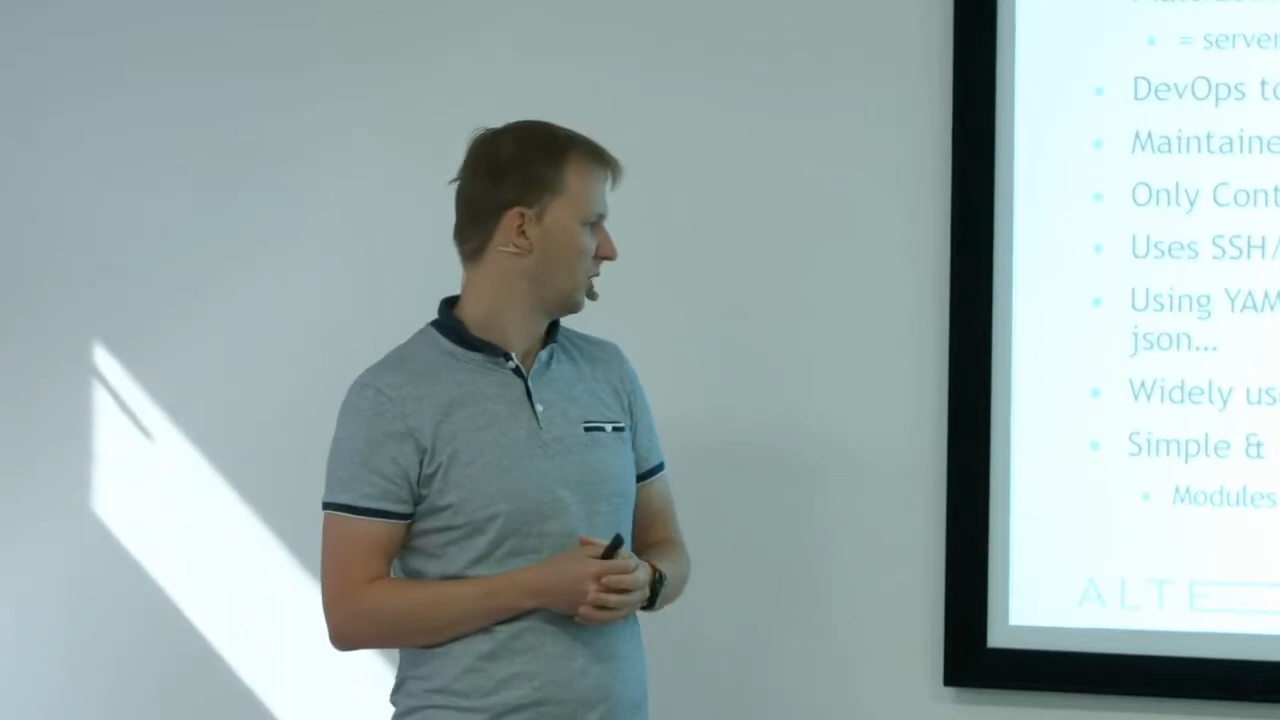 = server
DevOps to
Maintaine
Only Cont
Uses SSH/
Using YAM
json...
Widely us
Simple &
Modules
ALTE